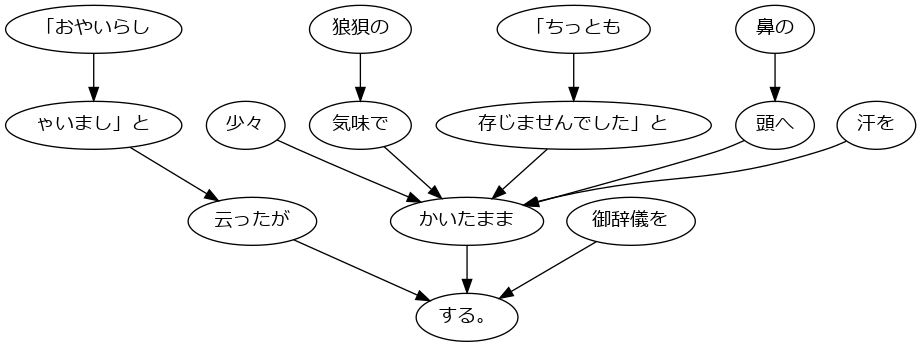 「おやいらし
狼狽の
「ちっとも
鼻の
ゃいまし」と
少々
気味で
存じませんでした」と
頭へ
汗を
云ったが
かいたまま
御辞儀を
する。